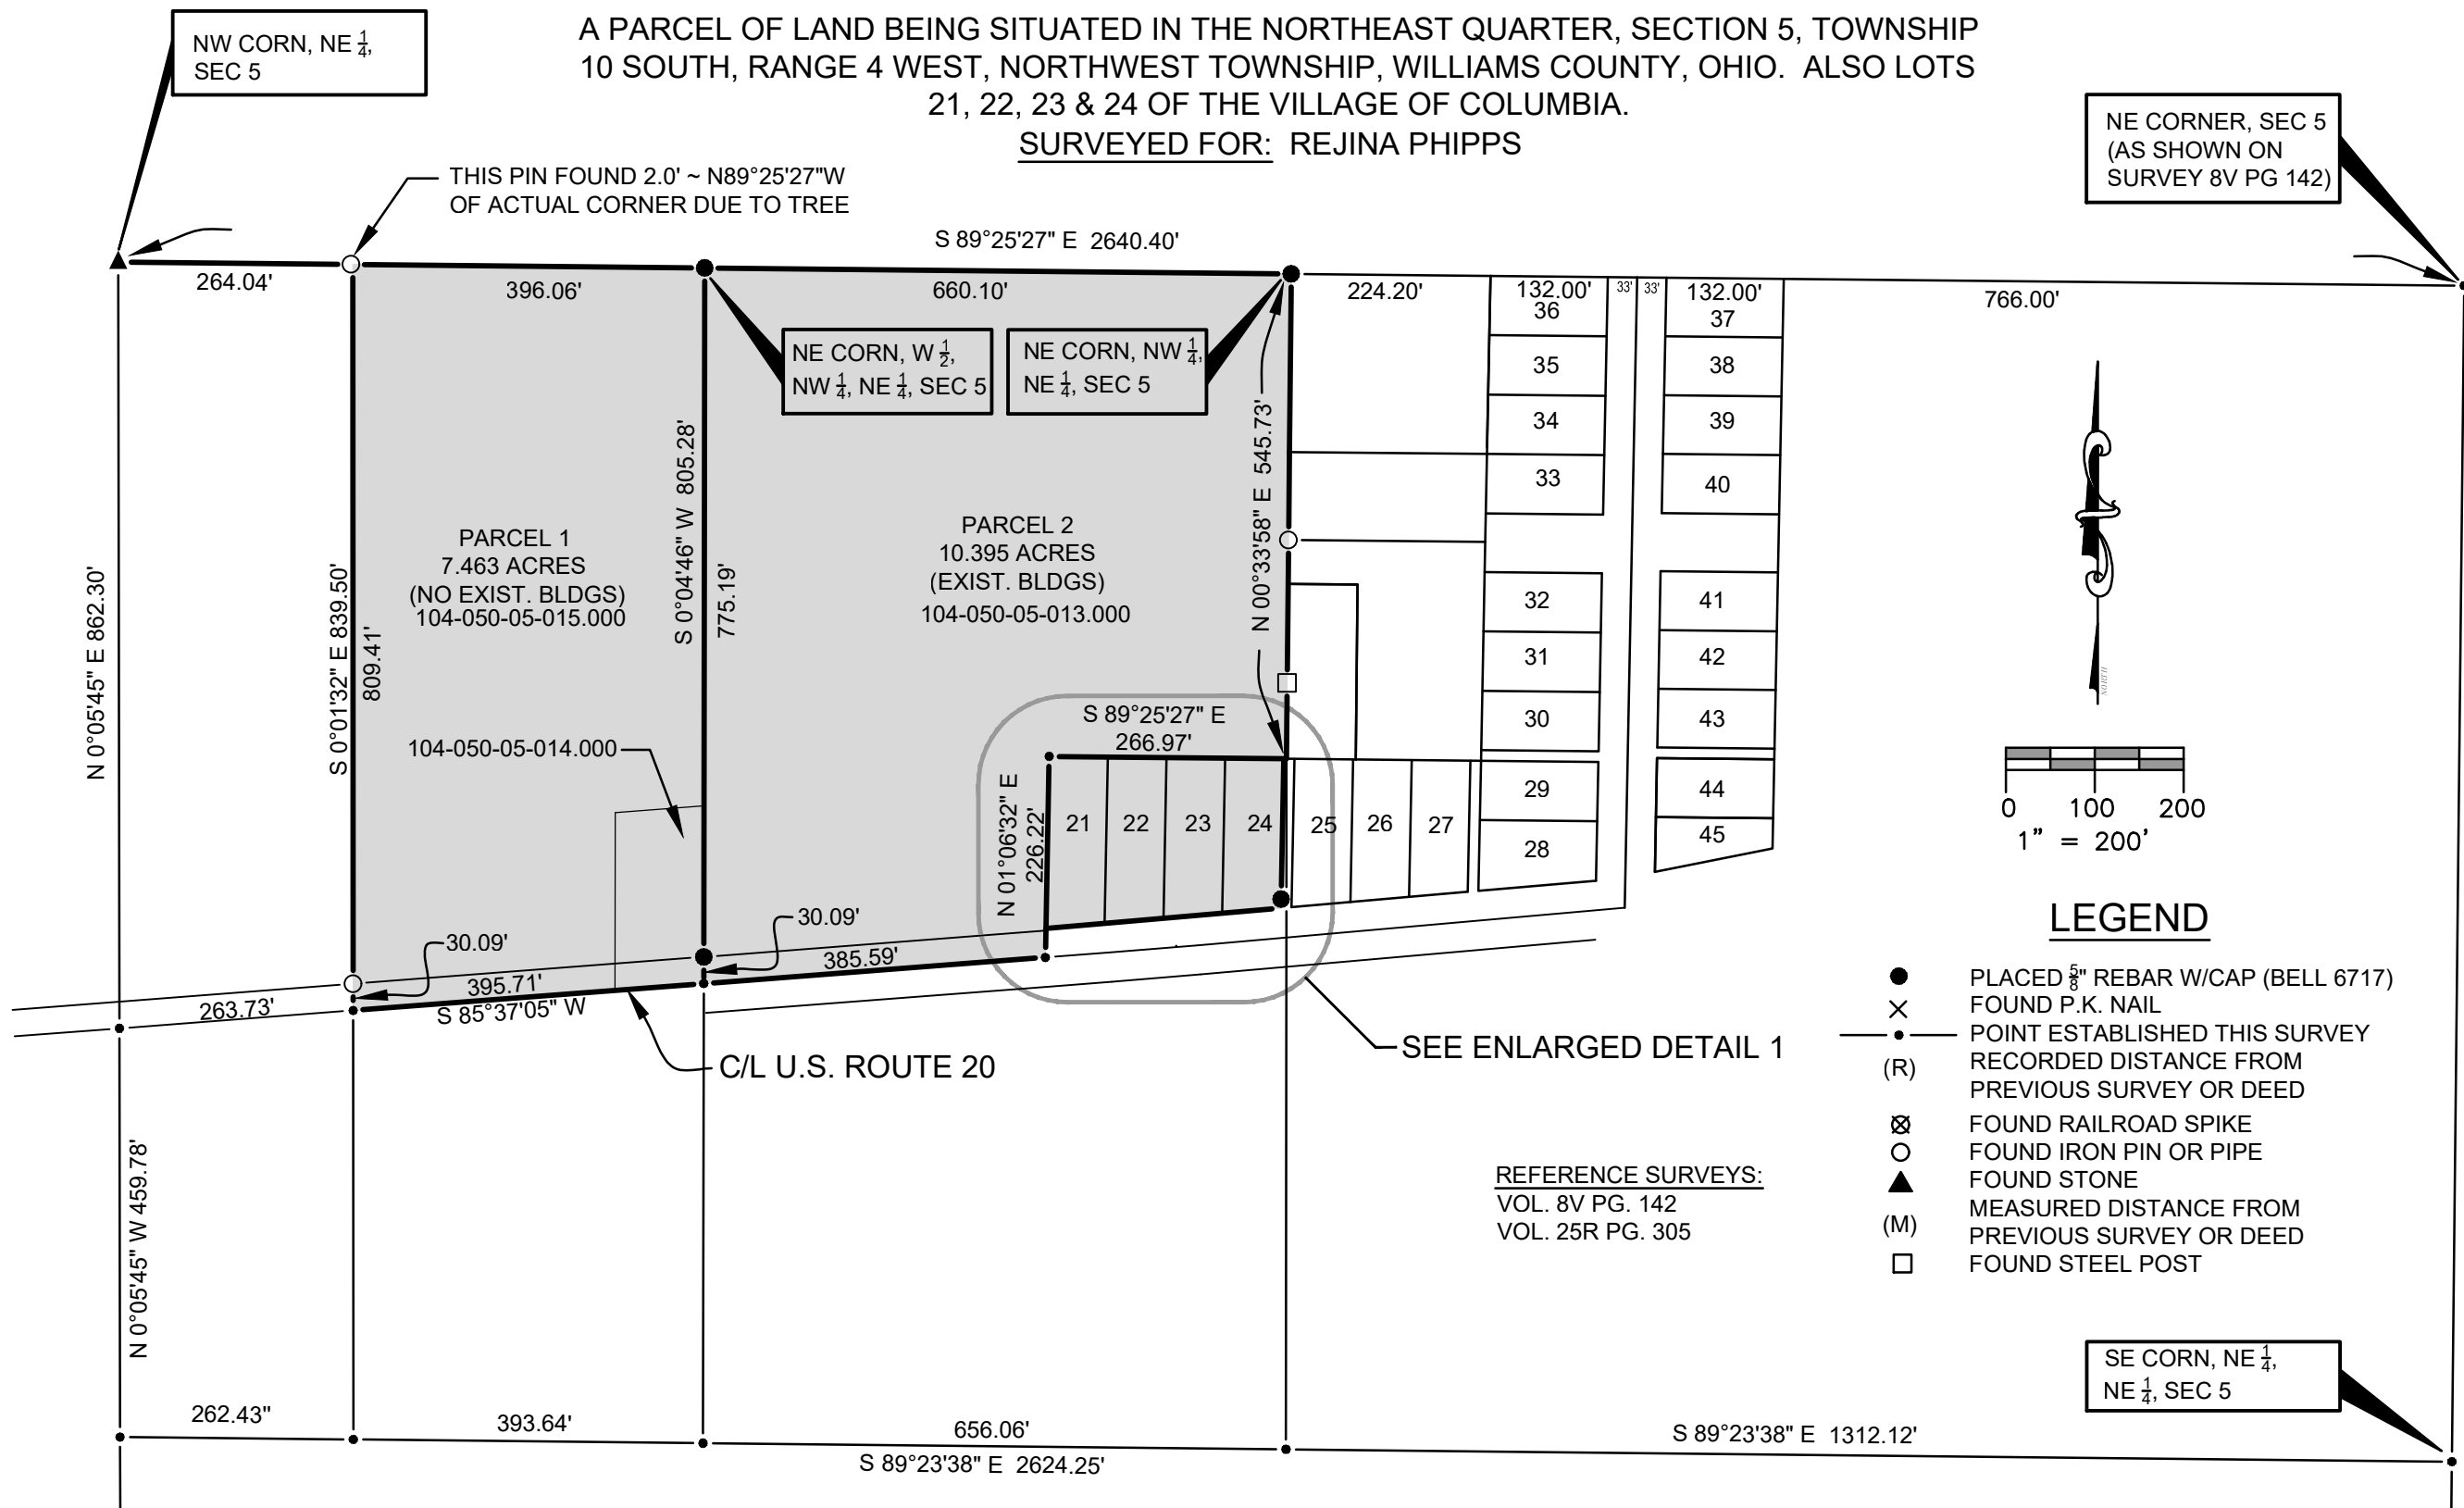 A PARCEL OF LAND BEING SITUATED IN THE NORTHEAST QUARTER, SECTION 5, TOWNSHIP
10 SOUTH, RANGE 4 WEST, NORTHWEST TOWNSHIP, WILLIAMS COUNTY, OHIO. ALSO LOTS
21, 22, 23 & 24 OF THE VILLAGE OF COLUMBIA.
SURVEYED FOR: REJINA PHIPPS
NW CORN, NE 1/4,
SEC 5
NE CORNER, SEC 5
(AS SHOWN ON
SURVEY 8V PG 142)
THIS PIN FOUND 2.0' ~ N89°25'27"W
OF ACTUAL CORNER DUE TO TREE
S 89°25'27" E 2640.40'
264.04'
396.06'
660.10'
224.20'
132.00'
33'
33'
132.00'
766.00'
NE CORN, W 1/2,
NW 1/4, NE 1/4, SEC 5
NE CORN, NW 1/4,
NE 1/4, SEC 5
36
35
34
33
32
31
30
29
28
37
38
39
40
41
42
43
44
45
N 0°05'45" E 862.30'
S 0°01'32" E 839.50'
809.41'
PARCEL 1
7.463 ACRES
(NO EXIST. BLDGS)
104-050-05-015.000
S 0°04'46" W 805.28'
775.19'
PARCEL 2
10.395 ACRES
(EXIST. BLDGS)
104-050-05-013.000
N 00°33'58" E 545.73'
104-050-05-014.000
S 89°25'27" E
266.97'
N 01°06'32" E
226.22'
21
22
23
24
25
26
27
30.09'
30.09'
263.73'
395.71'
S 85°37'05" W
385.59'
C/L U.S. ROUTE 20
SEE ENLARGED DETAIL 1
NORTH
0 100 200
1" = 200'
LEGEND
PLACED 5/8" REBAR W/CAP (BELL 6717)
FOUND P.K. NAIL
POINT ESTABLISHED THIS SURVEY
(R) RECORDED DISTANCE FROM
PREVIOUS SURVEY OR DEED
FOUND RAILROAD SPIKE
FOUND IRON PIN OR PIPE
FOUND STONE
(M) MEASURED DISTANCE FROM
PREVIOUS SURVEY OR DEED
FOUND STEEL POST
REFERENCE SURVEYS:
VOL. 8V PG. 142
VOL. 25R PG. 305
N 0°05'45" W 459.78'
SE CORN, NE 1/4,
NE 1/4, SEC 5
262.43"
393.64'
656.06'
S 89°23'38" E 1312.12'
S 89°23'38" E 2624.25'